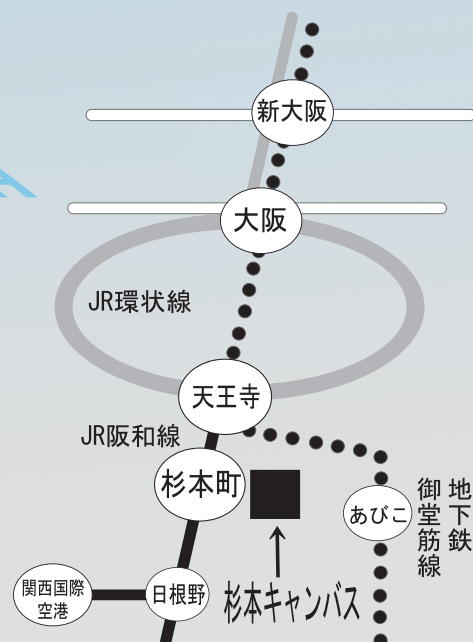 新大阪
大阪
JR環状線
天王寺
JR阪和線
杉本町
あびこ
地下鉄
御堂筋線
関西国際
空港
日根野
杉本キャンパス